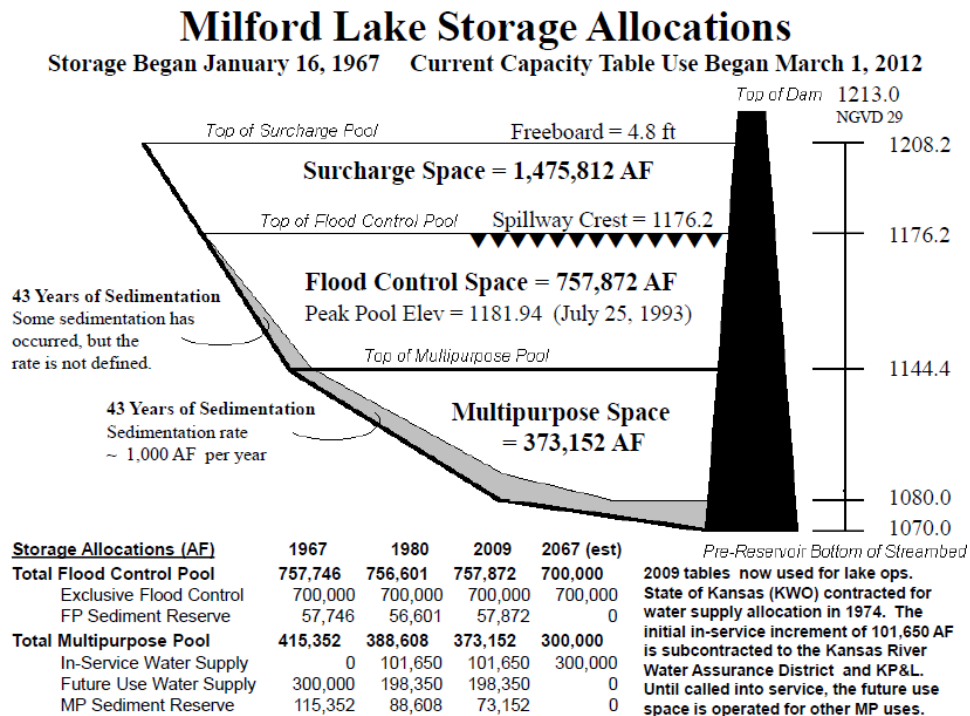 Milford Lake Storage Allocations
Storage Began January 16, 1967 Current Capacity Table Use Began March 1, 2012
Top of Dam 1213.0
NGVD 29
Top of Surcharge Pool Freeboard = 4.8 ft 1208.2
Surcharge Space = 1,475,812 AF
Top of Flood Control Pool Spillway Crest = 1176.2 1176.2
Flood Control Space = 757,872 AF
Peak Pool Elev = 1181.94 (July 25, 1993)
43 Years of Sedimentation
Some sedimentation has
occurred, but the
rate is not defined.
Top of Multipurpose Pool 1144.4
43 Years of Sedimentation
Sedimentation rate
~ 1,000 AF per year
Multipurpose Space
= 373,152 AF
1080.0
1070.0
Pre-Reservoir Bottom of Streambed
Storage Allocations (AF) 1967 1980 2009 2067 (est)
Total Flood Control Pool 757,746 756,601 757,872 700,000
Exclusive Flood Control 700,000 700,000 700,000 700,000
FP Sediment Reserve 57,746 56,601 57,872 0
Total Multipurpose Pool 415,352 388,608 373,152 300,000
In-Service Water Supply 0 101,650 101,650 300,000
Future Use Water Supply 300,000 198,350 198,350 0
MP Sediment Reserve 115,352 88,608 73,152 0
2009 tables now used for lake ops.
State of Kansas (KWO) contracted for
water supply allocation in 1974. The
initial in-service increment of 101,650 AF
is subcontracted to the Kansas River
Water Assurance District and KP&L.
Until called into service, the future use
space is operated for other MP uses.